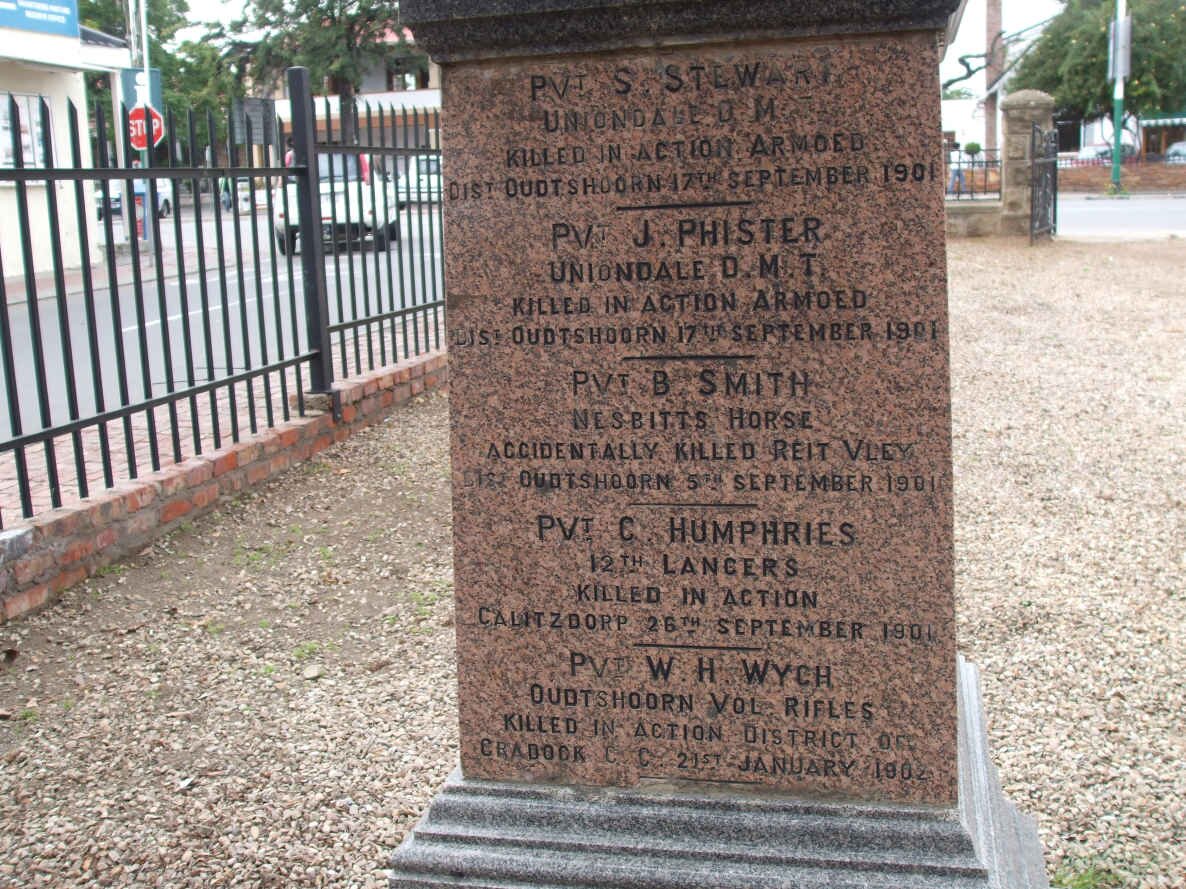 STOP
PVT S. STEWART
UNIONDALE D. M. T.
KILLED IN ACTION, ARMOED
DIST OUDTSHOORN 17TH SEPTEMBER 1901
PVT J. PHISTER
UNIONDALE D. M. T.
KILLED IN ACTION, ARMOED
DIST OUDTSHOORN 17TH SEPTEMBER 1901
PVT B SMITH
NESBITTS HORSE
ACCIDENTALLY KILLED REIT VLEY
DIST OUDTSHOORN 5TH SEPTEMBER 1901
PVT C. HUMPHRIES
12TH LANCERS
KILLED IN ACTION
CALITZDORP 26TH SEPTEMBER 1901
PVT W H WYCH
OUDTSHOORN VOL RIFLES
KILLED IN ACTION DISTRICT OF
CRADOCK C. C. 21ST JANUARY 1902